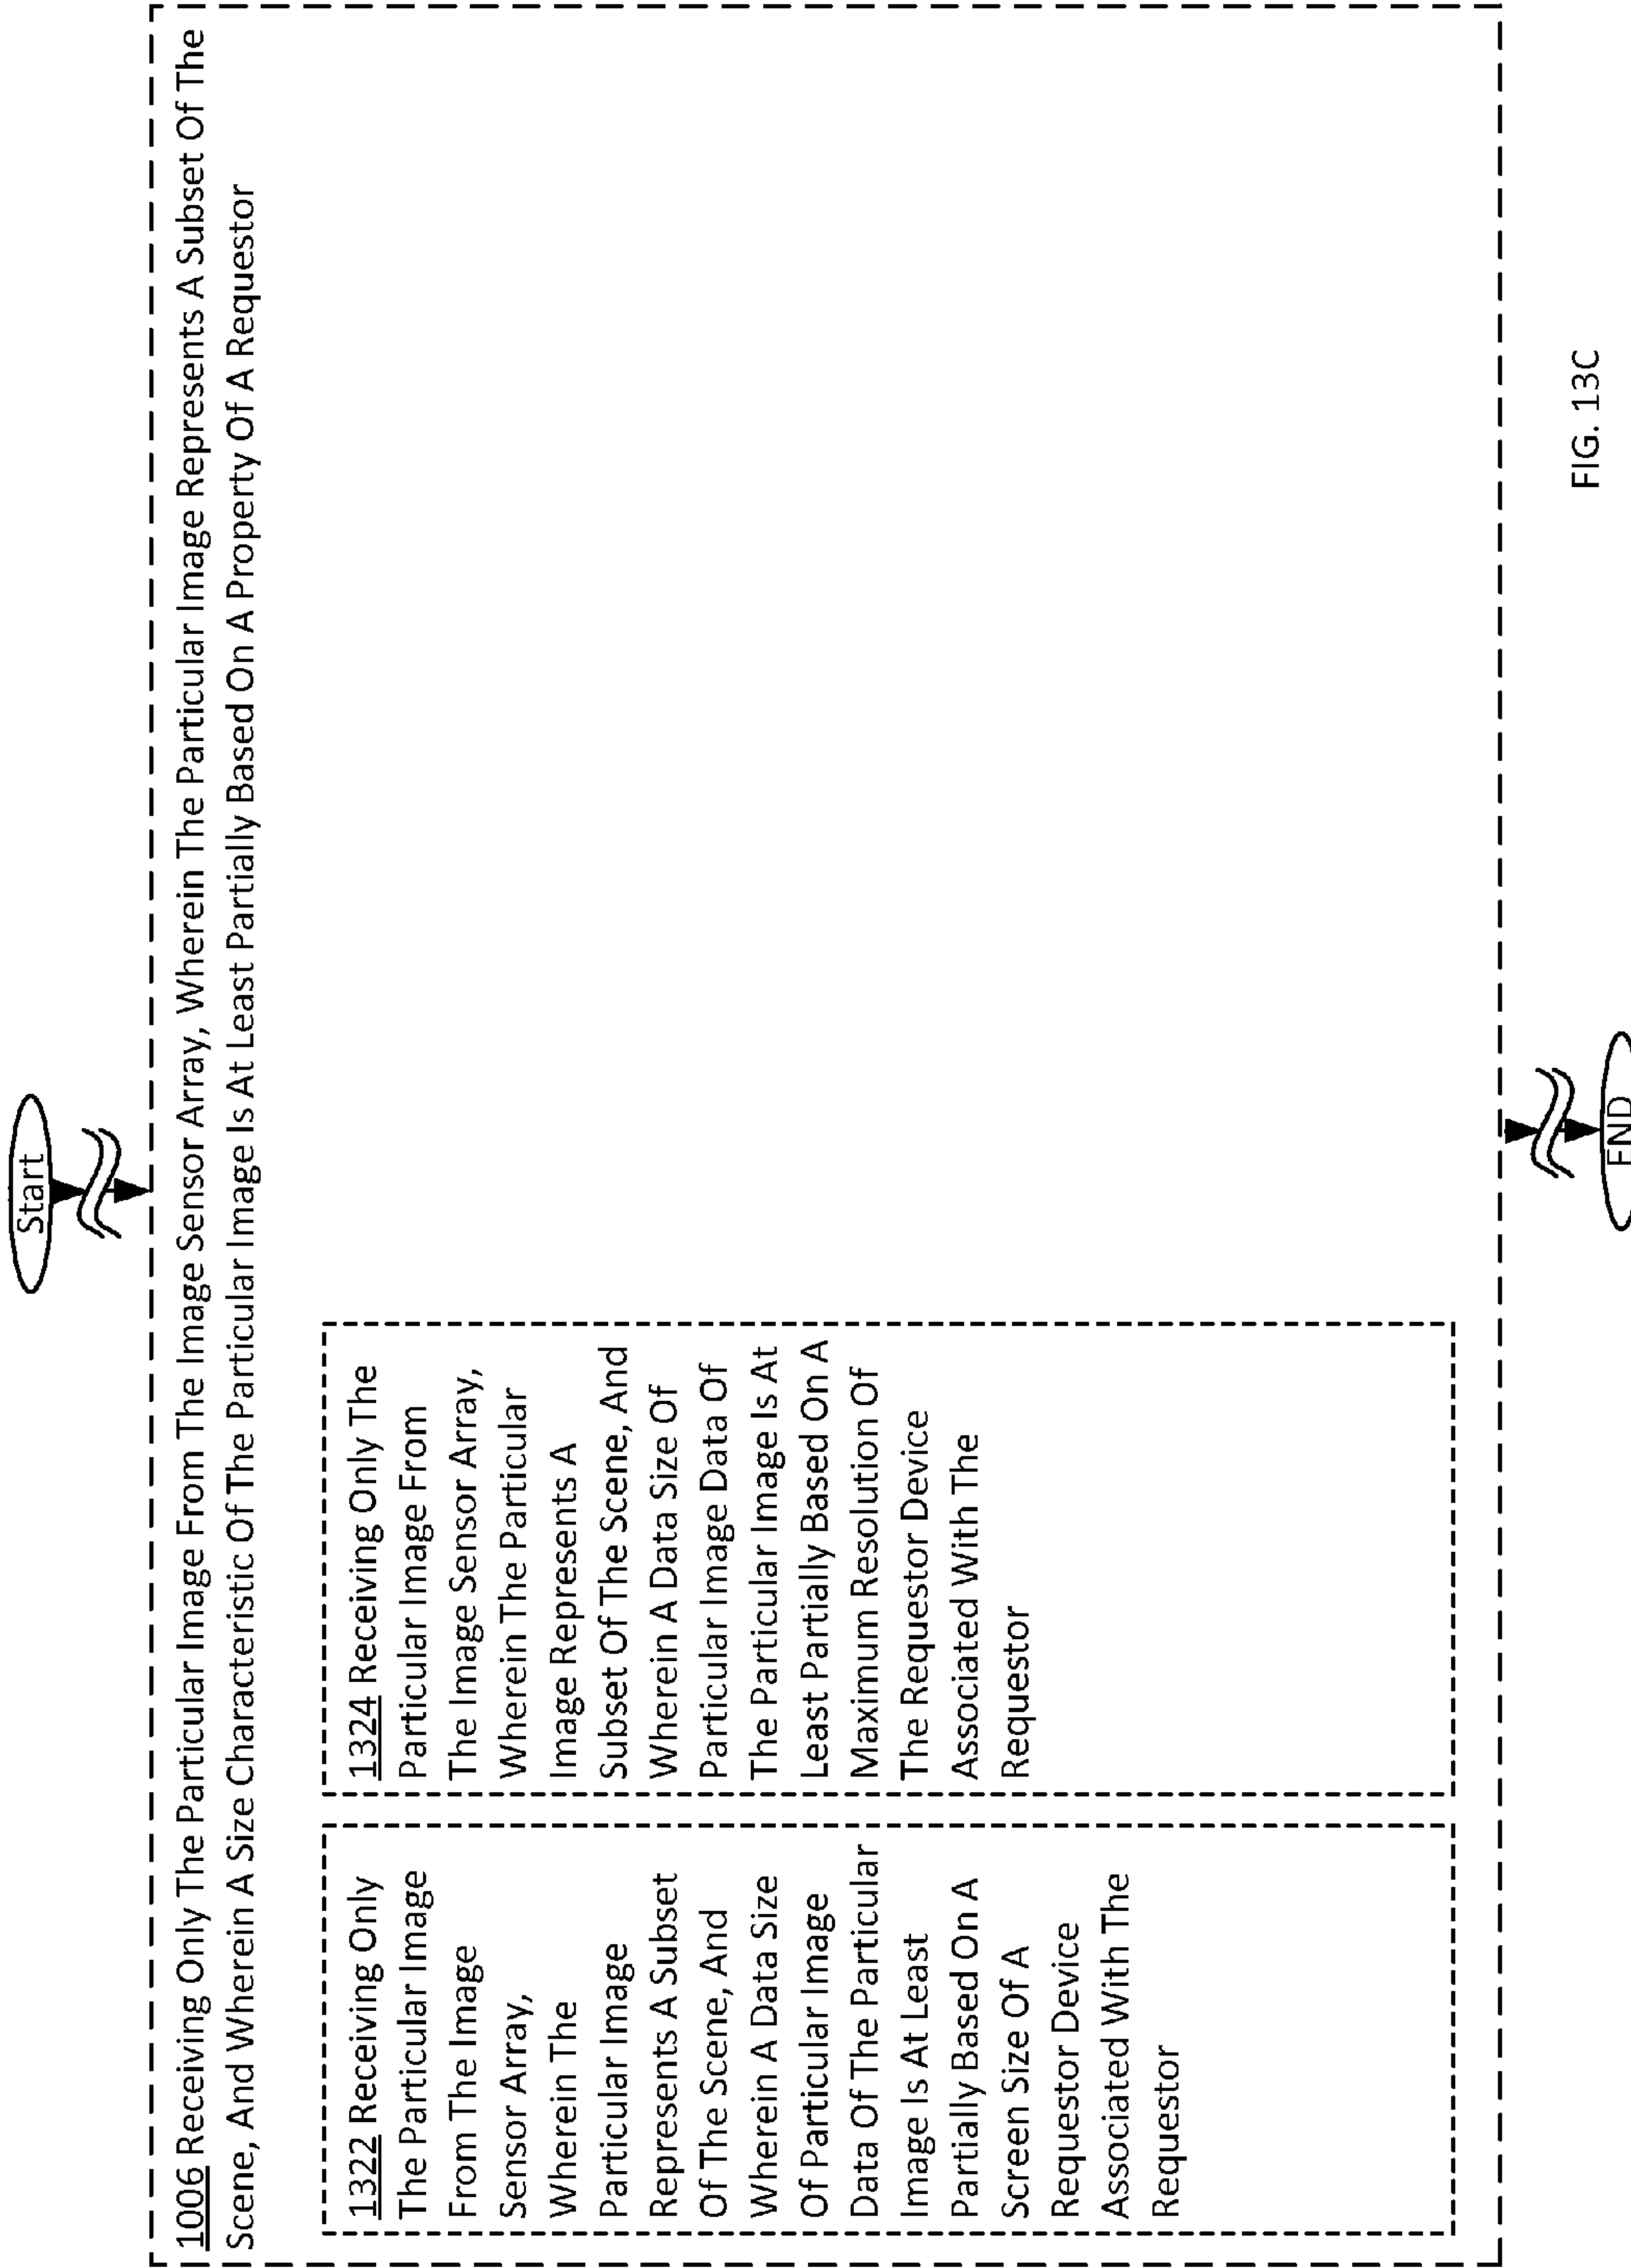 Start
1006 Receiving Only The Particular Image From The Image Sensor Array, Wherein The Particular Image Represents A Subset Of The
Scene, And Wherein A Size Characteristic Of The Particular Image Is At Least Partially Based On A Property Of A Requestor
1322 Receiving Only
The Particular Image
From The Image
Sensor Array,
Wherein The
Particular Image
Represents A Subset
Of The Scene, And
Wherein A Data Size
Of Particular Image
Data Of The Particular
Image Is At Least
Partially Based On A
Screen Size Of A
Requestor Device
Associated With The
Requestor
1324 Receiving Only The
Particular Image From
The Image Sensor Array,
Wherein The Particular
Image Represents A
Subset Of The Scene, And
Wherein A Data Size Of
Particular Image Data Of
The Particular Image Is At
Least Partially Based On A
Maximum Resolution Of
The Requestor Device
Associated With The
Requestor
END
FIG. 13C